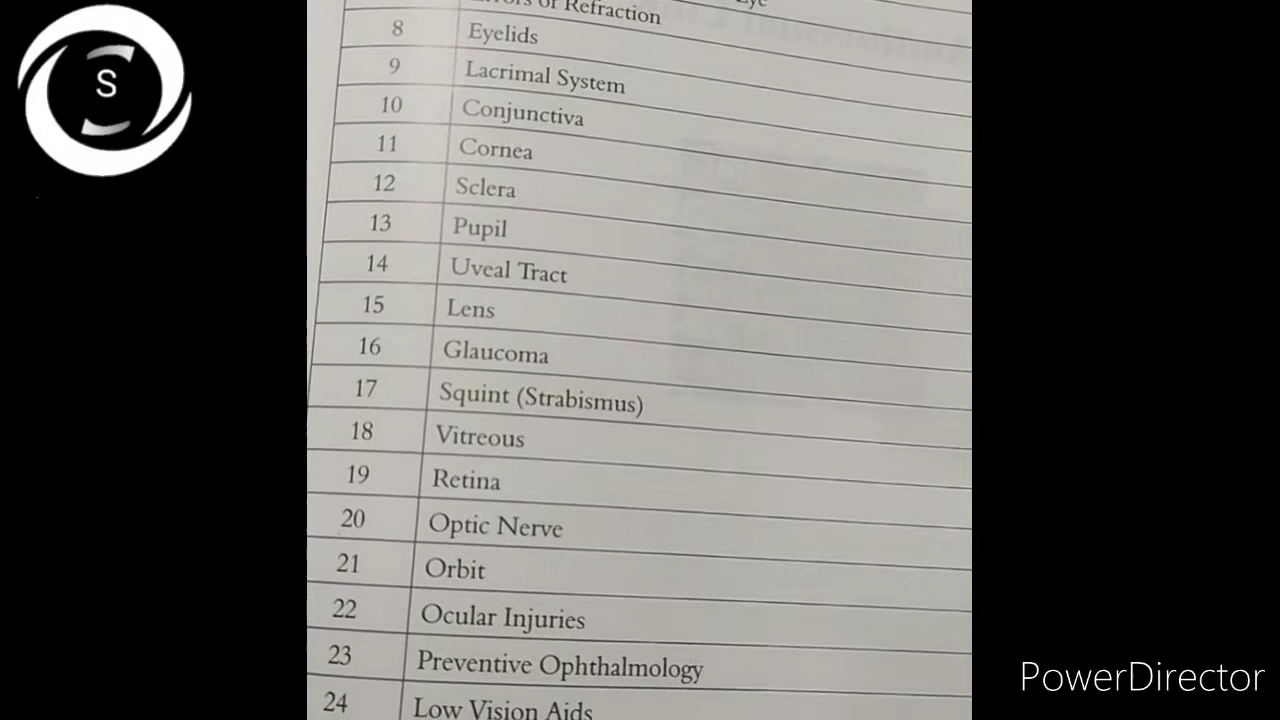 S
Eye
Errors of Refraction
8 Eyelids
9 Lacrimal System
10 Conjunctiva
11 Cornea
12 Sclera
13 Pupil
14 Uveal Tract
15 Lens
16 Glaucoma
17 Squint (Strabismus)
18 Vitreous
19 Retina
20 Optic Nerve
21 Orbit
22 Ocular Injuries
23 Preventive Ophthalmology
24 Low Vision Aids
PowerDirector